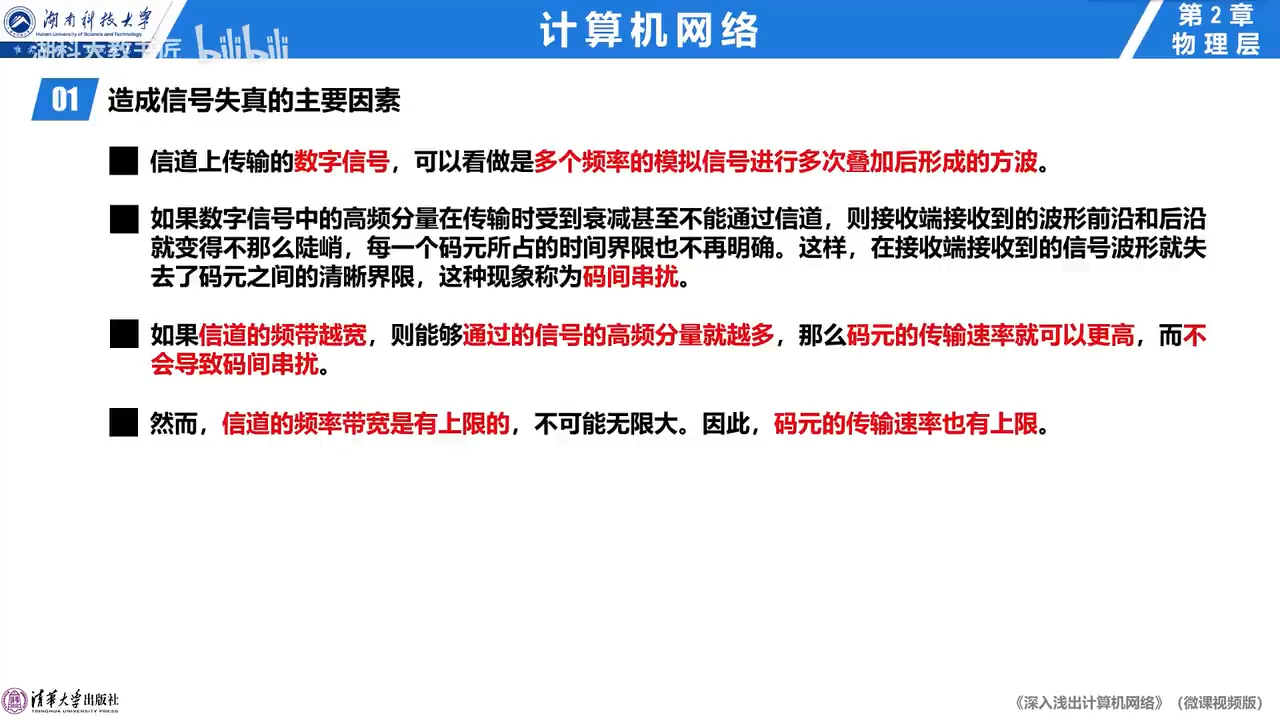 湖南科技大学
Hunan University of Science and Technology
湖科大教书匠
bilibili
计算机网络
第2章
物理层
01
造成信号失真的主要因素
信道上传输的数字信号，可以看做是多个频率的模拟信号进行多次叠加后形成的方波。
如果数字信号中的高频分量在传输时受到衰减甚至不能通过信道，则接收端接收到的波形前沿和后沿
就变得不那么陡峭，每一个码元所占的时间界限也不再明确。这样，在接收端接收到的信号波形就失
去了码元之间的清晰界限，这种现象称为码间串扰。
如果信道的频带越宽，则能够通过的信号的高频分量就越多，那么码元的传输速率就可以更高，而不
会导致码间串扰。
然而，信道的频率带宽是有上限的，不可能无限大。因此，码元的传输速率也有上限。
清华大学出版社
TSINGHUA UNIVERSITY PRESS
《深入浅出计算机网络》（微课视频版）